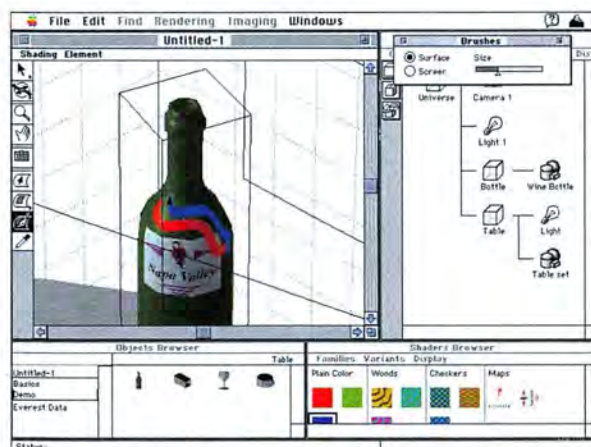 File Edit Find Rendering Imaging Windows
Untitled-1
Shading Element
Brushes
Surface
Screen
Size
Universe
Camera 1
Light 1
Bottle
Wine Bottle
Table
Light
Table set
Napa Valley
Objects Browser
Table
Untitled-1
Basics
Demo
Everest Data
Shaders Browser
Families Variants Display
Plain Color
Woods
Checkers
Maps
Status: